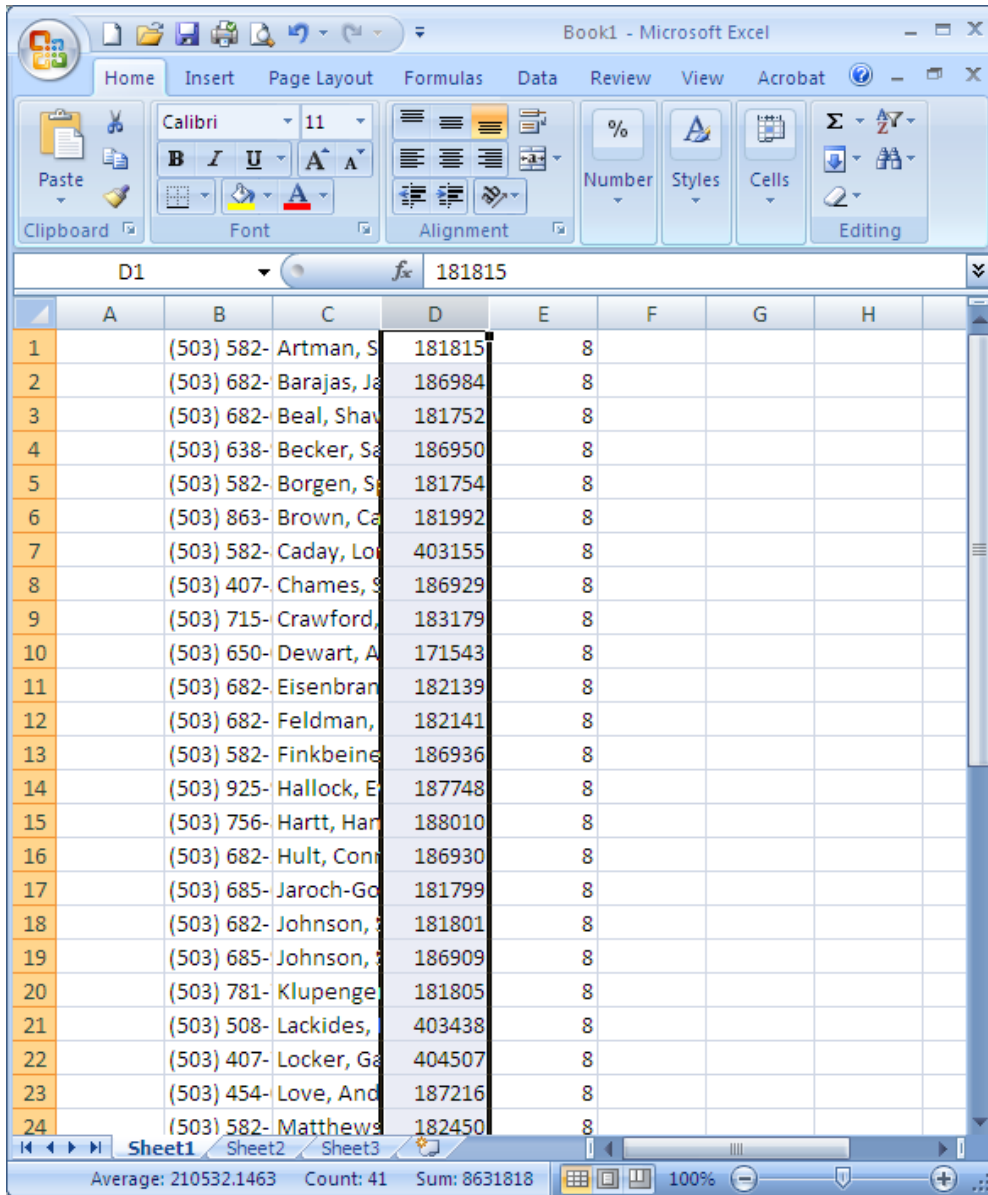 Book1 - Microsoft Excel
Home Insert Page Layout Formulas Data Review View Acrobat
Calibri 11
% Σ
B I U A A a
Paste Number Styles Cells
A
Clipboard Font Alignment Editing
D1 fx 181815
A B C D E F G H
1 (503) 582- Artman, S 181815 8
2 (503) 682- Barajas, Ja 186984 8
3 (503) 682- Beal, Shav 181752 8
4 (503) 638- Becker, Sa 186950 8
5 (503) 582- Borgen, Sp 181754 8
6 (503) 863- Brown, Ca 181992 8
7 (503) 582- Caday, Lo 403155 8
8 (503) 407- Chames, S 186929 8
9 (503) 715- Crawford, 183179 8
10 (503) 650- Dewart, A 171543 8
11 (503) 682- Eisenbran 182139 8
12 (503) 682- Feldman, 182141 8
13 (503) 582- Finkbeine 186936 8
14 (503) 925- Hallock, E 187748 8
15 (503) 756- Hartt, Han 188010 8
16 (503) 682- Hult, Conn 186930 8
17 (503) 685- Jaroch-Go 181799 8
18 (503) 682- Johnson, 181801 8
19 (503) 685- Johnson, 186909 8
20 (503) 781- Klupenge 181805 8
21 (503) 508- Lackides, 403438 8
22 (503) 407- Locker, Ga 404507 8
23 (503) 454- Love, And 187216 8
24 (503) 582- Matthews 182450 8
Sheet1 Sheet2 Sheet3
Average: 210532.1463 Count: 41 Sum: 8631818 100%